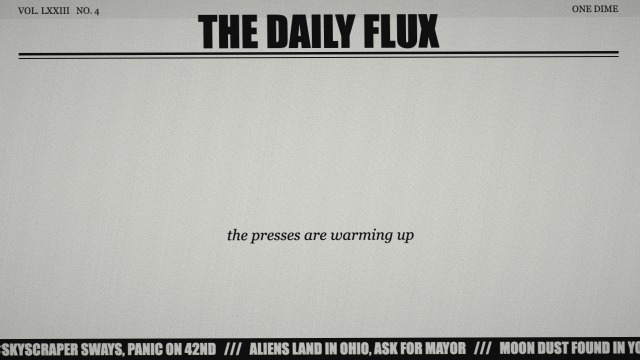 VOL. LXXIII NO. 4
ONE DIME
THE DAILY FLUX
the presses are warming up
SKYSCRAPER SWAYS, PANIC ON 42ND /// ALIENS LAND IN OHIO, ASK FOR MAYOR /// MOON DUST FOUND IN